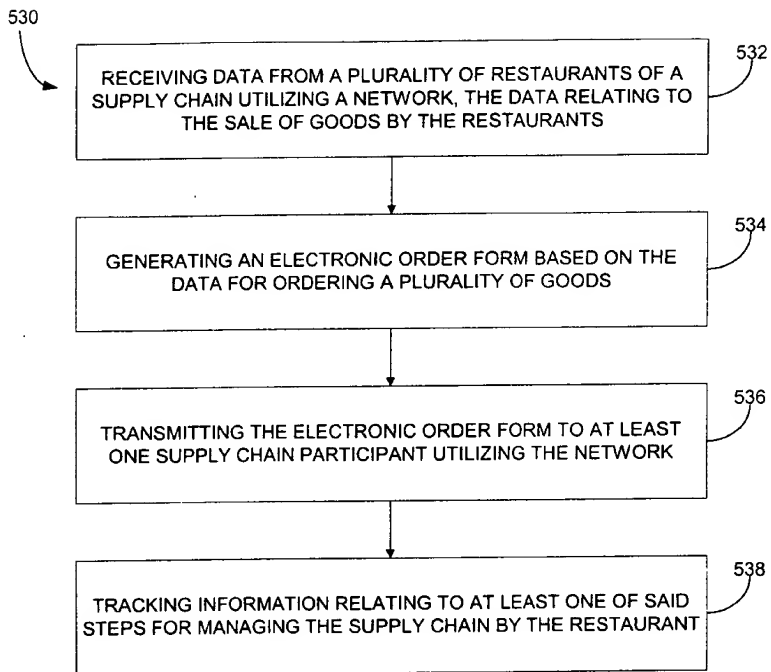 530
532
RECEIVING DATA FROM A PLURALITY OF RESTAURANTS OF A
SUPPLY CHAIN UTILIZING A NETWORK, THE DATA RELATING TO
THE SALE OF GOODS BY THE RESTAURANTS
534
GENERATING AN ELECTRONIC ORDER FORM BASED ON THE
DATA FOR ORDERING A PLURALITY OF GOODS
536
TRANSMITTING THE ELECTRONIC ORDER FORM TO AT LEAST
ONE SUPPLY CHAIN PARTICIPANT UTILIZING THE NETWORK
538
TRACKING INFORMATION RELATING TO AT LEAST ONE OF SAID
STEPS FOR MANAGING THE SUPPLY CHAIN BY THE RESTAURANT